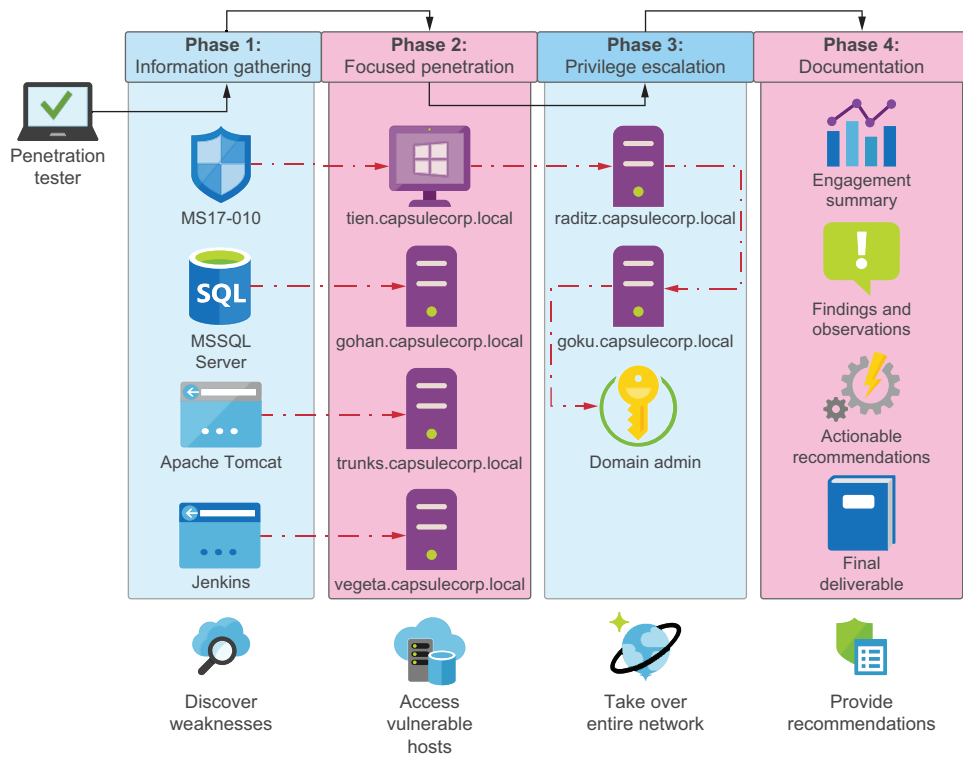 Phase 1:
Information gathering
Phase 2:
Focused penetration
Phase 3:
Privilege escalation
Phase 4:
Documentation
Penetration
tester
MS17-010
tien.capsulecorp.local
raditz.capsulecorp.local
Engagement
summary
SQL
MSSQL
Server
gohan.capsulecorp.local
goku.capsulecorp.local
!
Findings and
observations
Apache Tomcat
trunks.capsulecorp.local
Domain admin
Actionable
recommendations
Jenkins
vegeta.capsulecorp.local
Final
deliverable
Discover
weaknesses
Access
vulnerable
hosts
Take over
entire network
Provide
recommendations